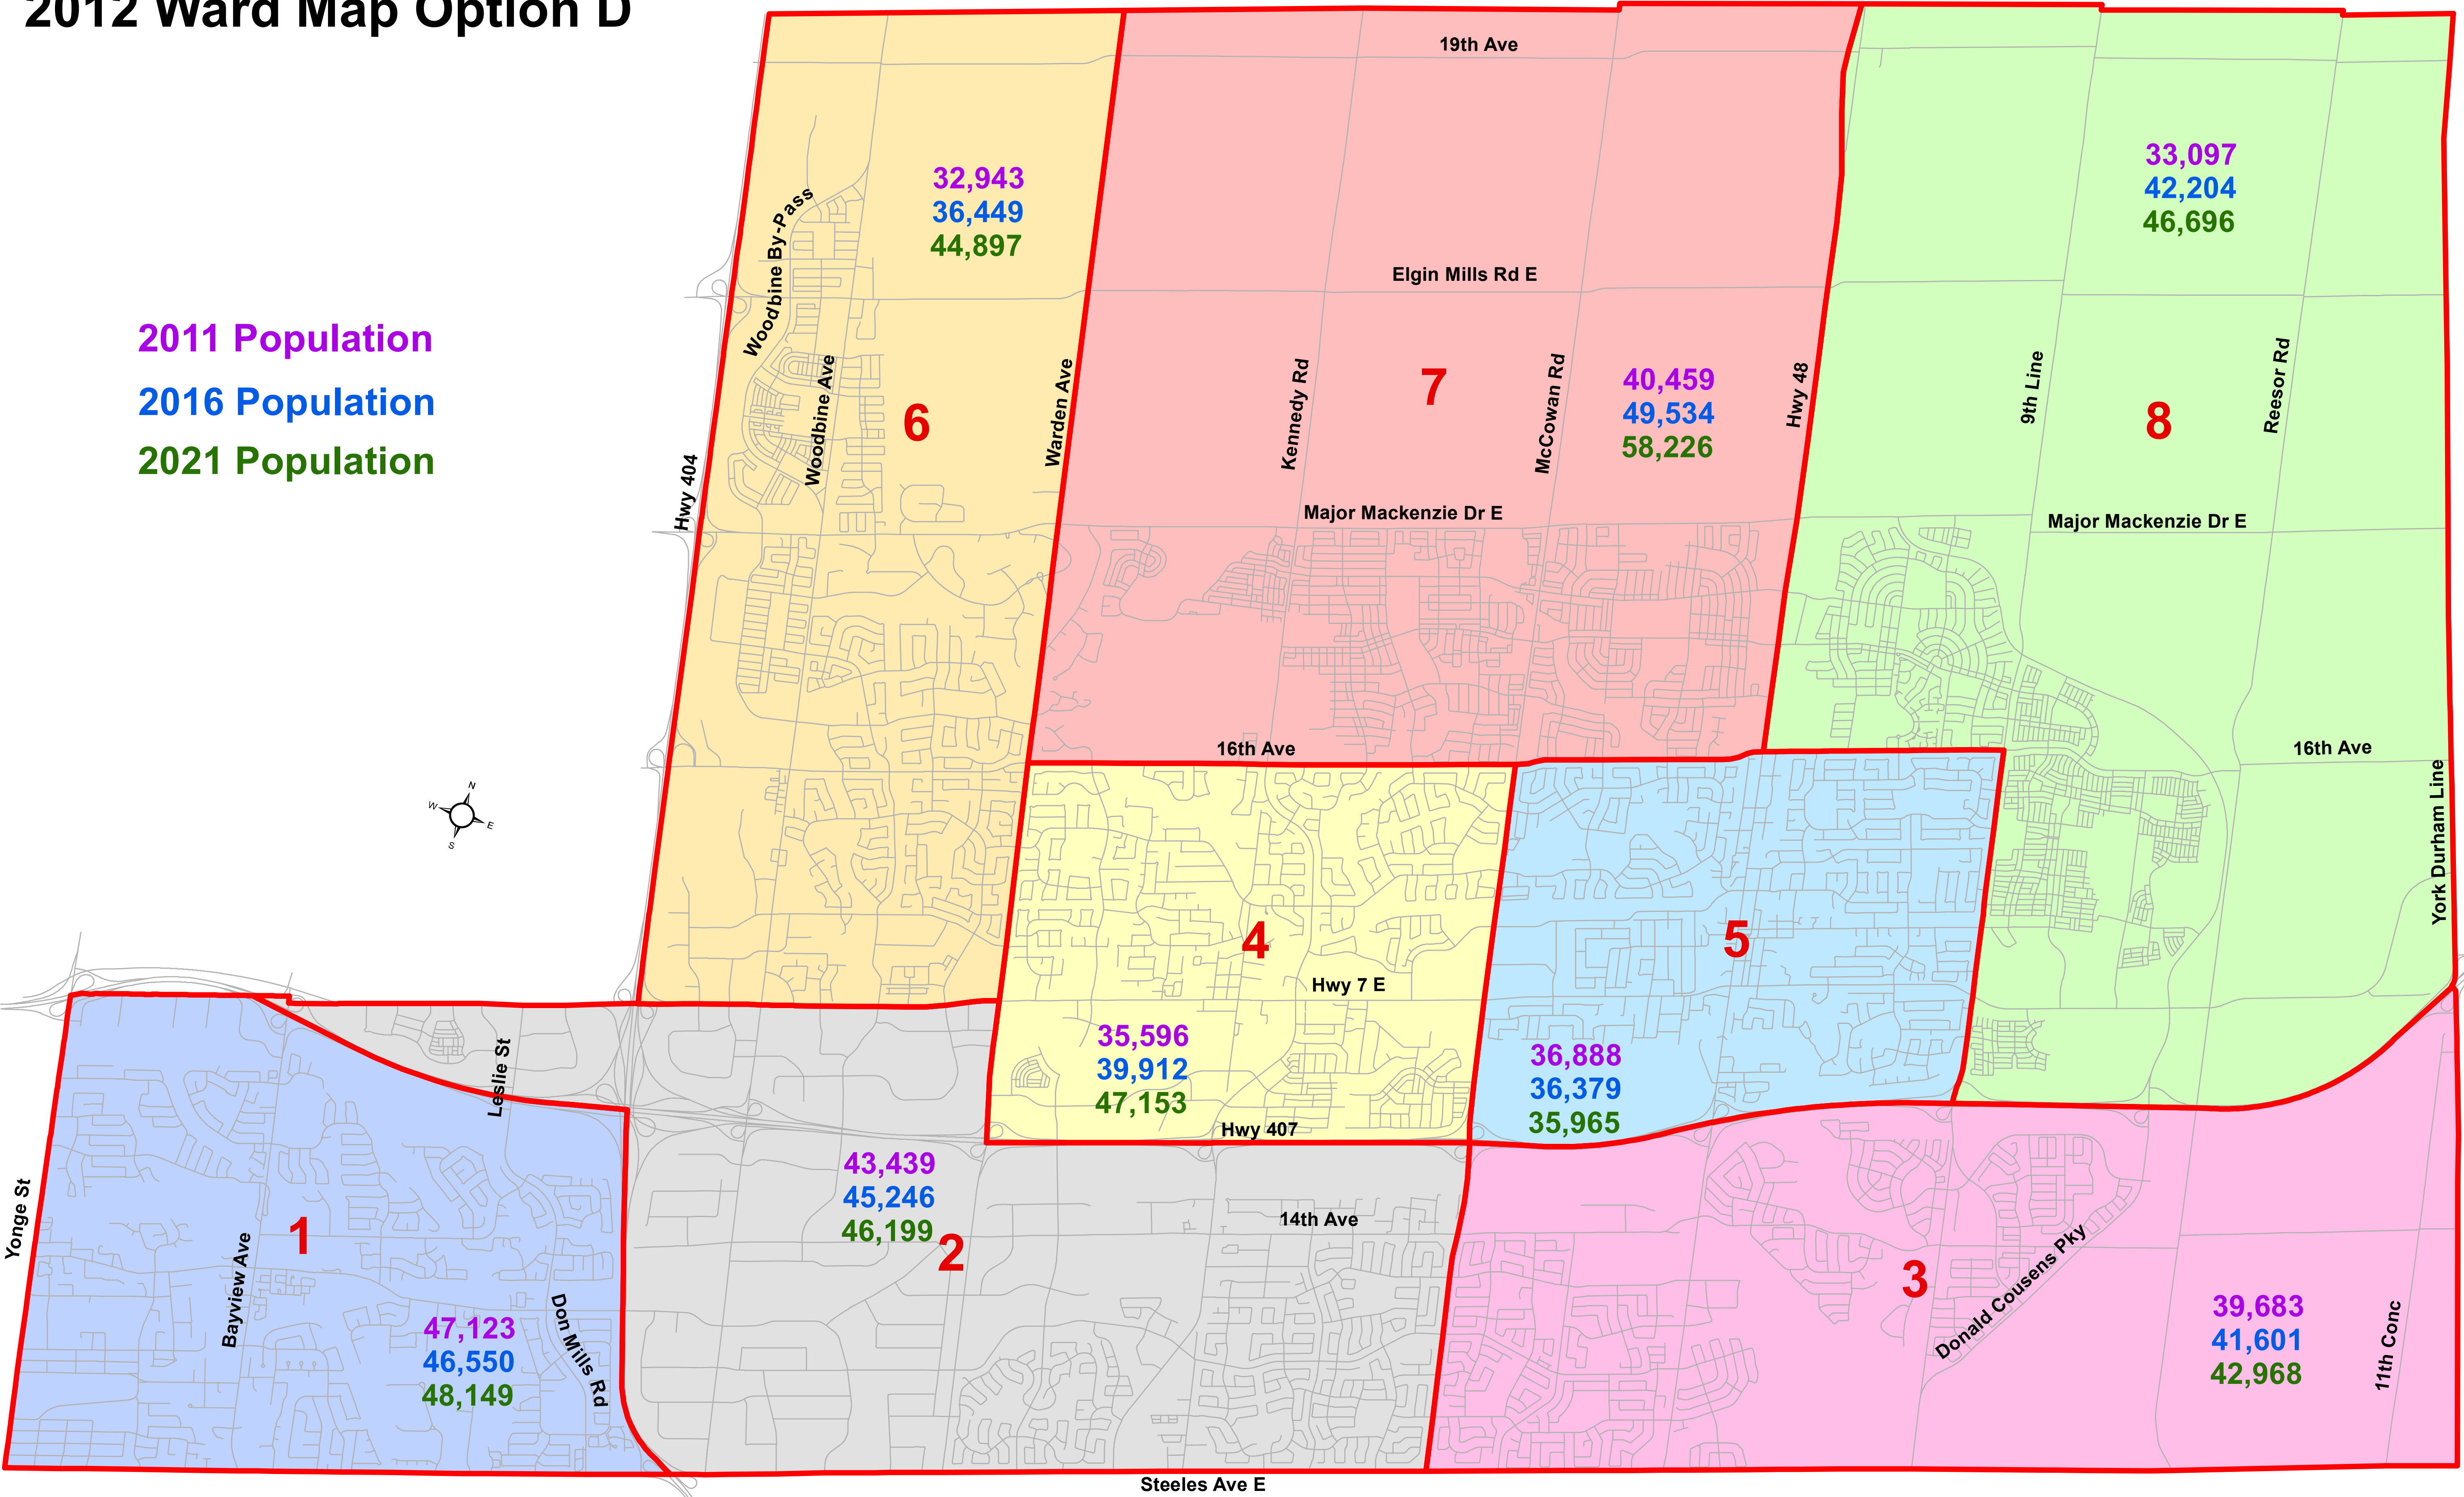 2012 Ward Map Option D
2011 Population
2016 Population
2021 Population
19th Ave
32,943
36,449
44,897
33,097
42,204
46,696
Woodbine By-Pass
Elgin Mills Rd E
40,459
49,534
58,226
6
7
8
Hwy 404
Woodbine Ave
Warden Ave
Kennedy Rd
McCowan Rd
Hwy 48
9th Line
Reesor Rd
Major Mackenzie Dr E
Major Mackenzie Dr E
16th Ave
16th Ave
N
W
E
S
York Durham Line
4
5
Hwy 7 E
35,596
39,912
47,153
36,888
36,379
35,965
Leslie St
Hwy 407
43,439
45,246
46,199
2
14th Ave
Yonge St
1
Bayview Ave
Don Mills Rd
47,123
46,550
48,149
3
Donald Cousens Pky
39,683
41,601
42,968
11th Conc
Steeles Ave E